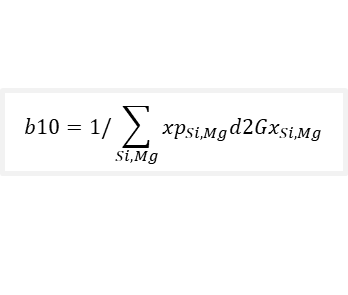 b10 = 1/ ∑ xp_{Si,Mg}d2Gx_{Si,Mg}
Si,Mg